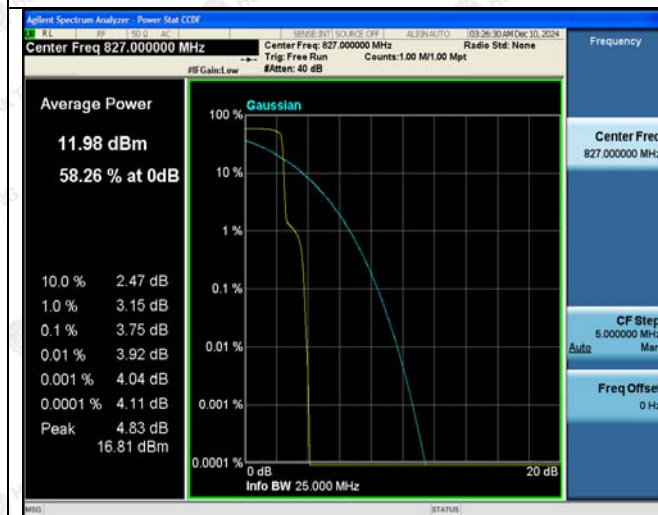 Agilent Spectrum Analyzer - Power Stat CCDF
RL RF 50 Ω AC SENSE:INT SOURCE OFF ALIGNAUTO 03:26:30 AM Dec 10, 2024
Center Freq 827.000000 MHz
Center Freq: 827.000000 MHz Radio Std: None
Trig: Free Run Counts:1.00 M/1.00 Mpt
#IFGain:Low #Atten: 40 dB
Frequency
Average Power
11.98 dBm
58.26 % at 0dB
10.0 % 2.47 dB
1.0 % 3.15 dB
0.1 % 3.75 dB
0.01 % 3.92 dB
0.001 % 4.04 dB
0.0001 % 4.11 dB
Peak 4.83 dB
16.81 dBm
Gaussian
100 %
10 %
1 %
0.1 %
0.01 %
0.001 %
0.0001 %
0 dB 20 dB
Info BW 25.000 MHz
Center Freq
827.000000 MHz
CF Step
5.000000 MHz
Auto Man
Freq Offset
0 Hz
MSG STATUS